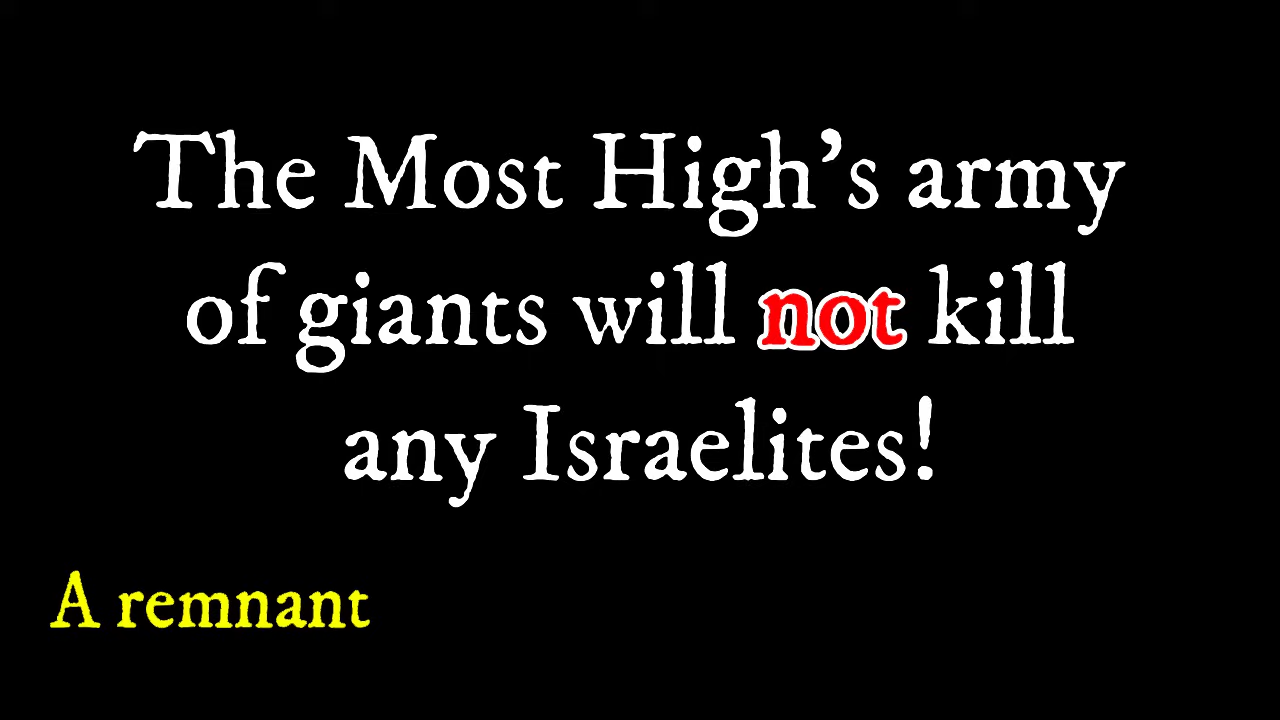 The Most High’s army
of giants will not kill
any Israelites!
A remnant